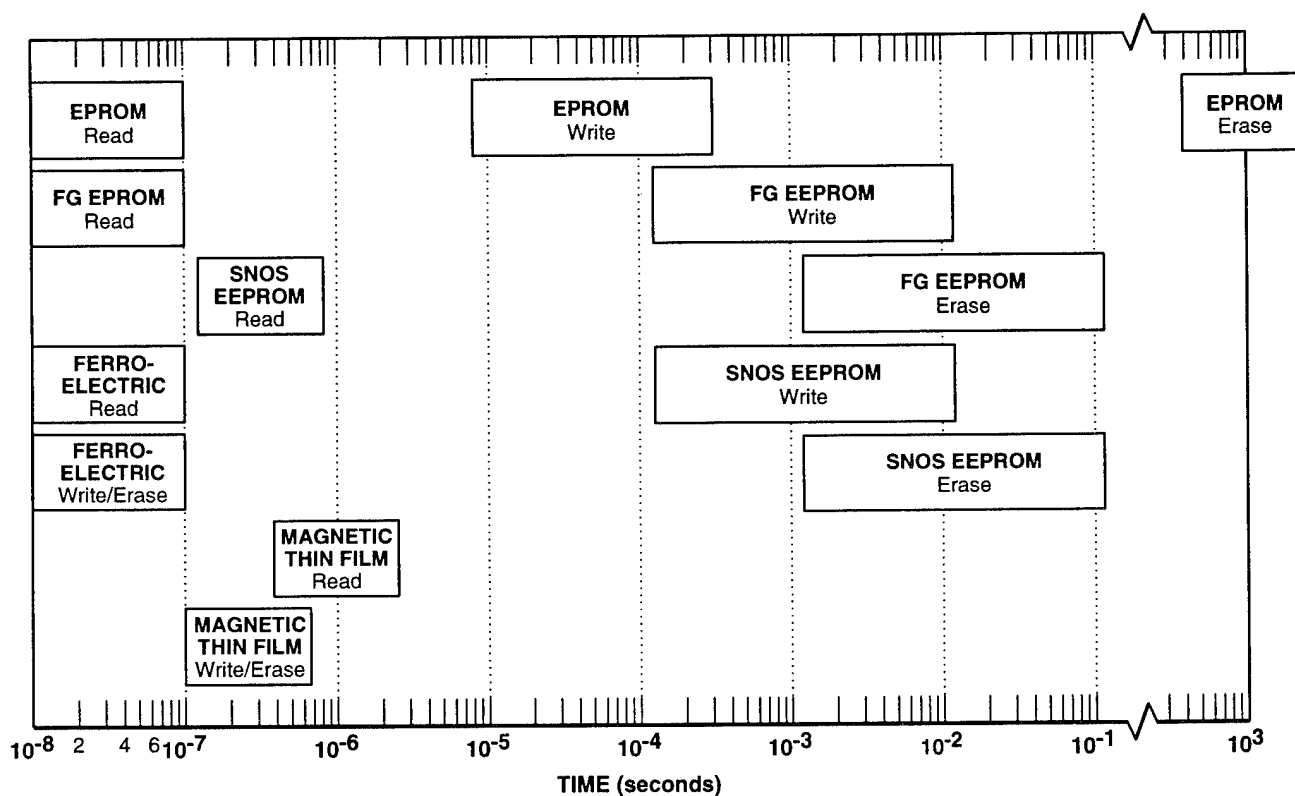 EPROM
Read
EPROM
Write
EPROM
Erase
FG EPROM
Read
FG EEPROM
Write
SNOS
EEPROM
Read
FG EEPROM
Erase
FERRO-
ELECTRIC
Read
SNOS EEPROM
Write
FERRO-
ELECTRIC
Write/Erase
SNOS EEPROM
Erase
MAGNETIC
THIN FILM
Read
MAGNETIC
THIN FILM
Write/Erase
10⁻⁸ 2 4 6 10⁻⁷ 10⁻⁶ 10⁻⁵ 10⁻⁴ 10⁻³ 10⁻² 10⁻¹ 10³
TIME (seconds)